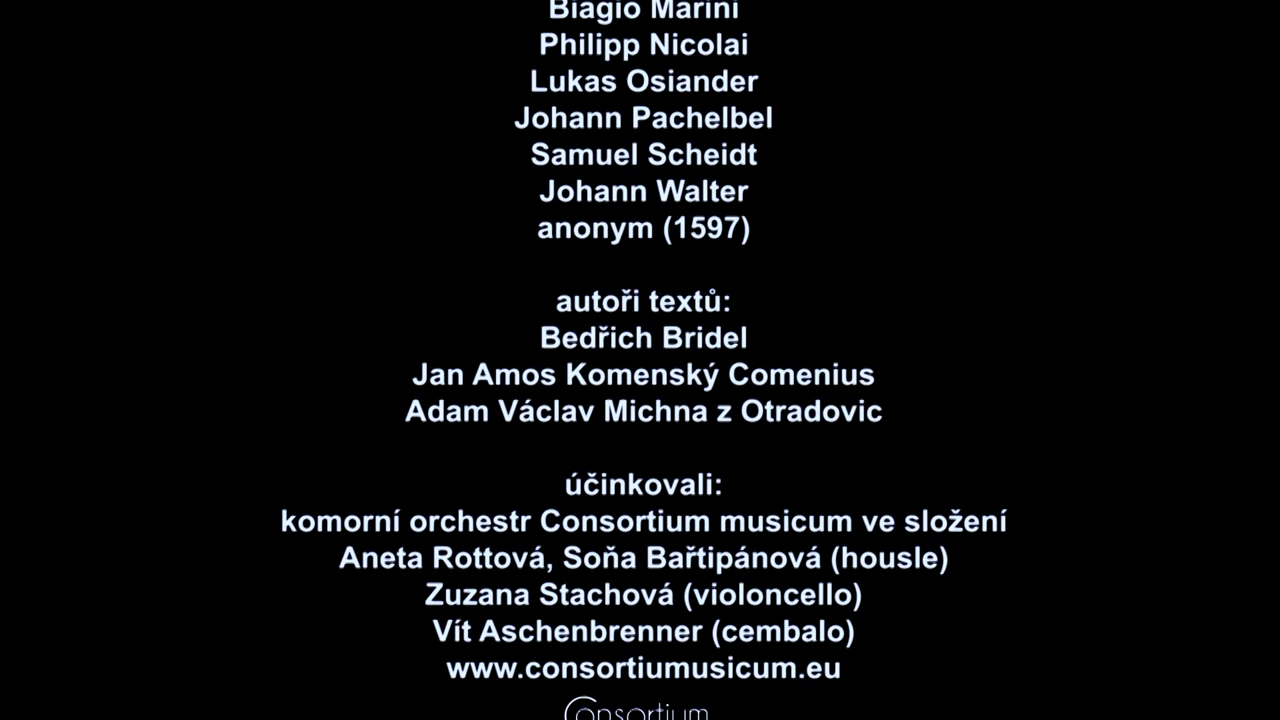 Biagio Marini
Philipp Nicolai
Lukas Osiander
Johann Pachelbel
Samuel Scheidt
Johann Walter
anonym (1597)
autoři textů:
Bedřich Bridel
Jan Amos Komenský Comenius
Adam Václav Michna z Otradovic
účinkovali:
komorní orchestr Consortium musicum ve složení
Aneta Rottová, Soňa Bařtipánová (housle)
Zuzana Stachová (violoncello)
Vít Aschenbrenner (cembalo)
www.consortiumusicum.eu
Consortium